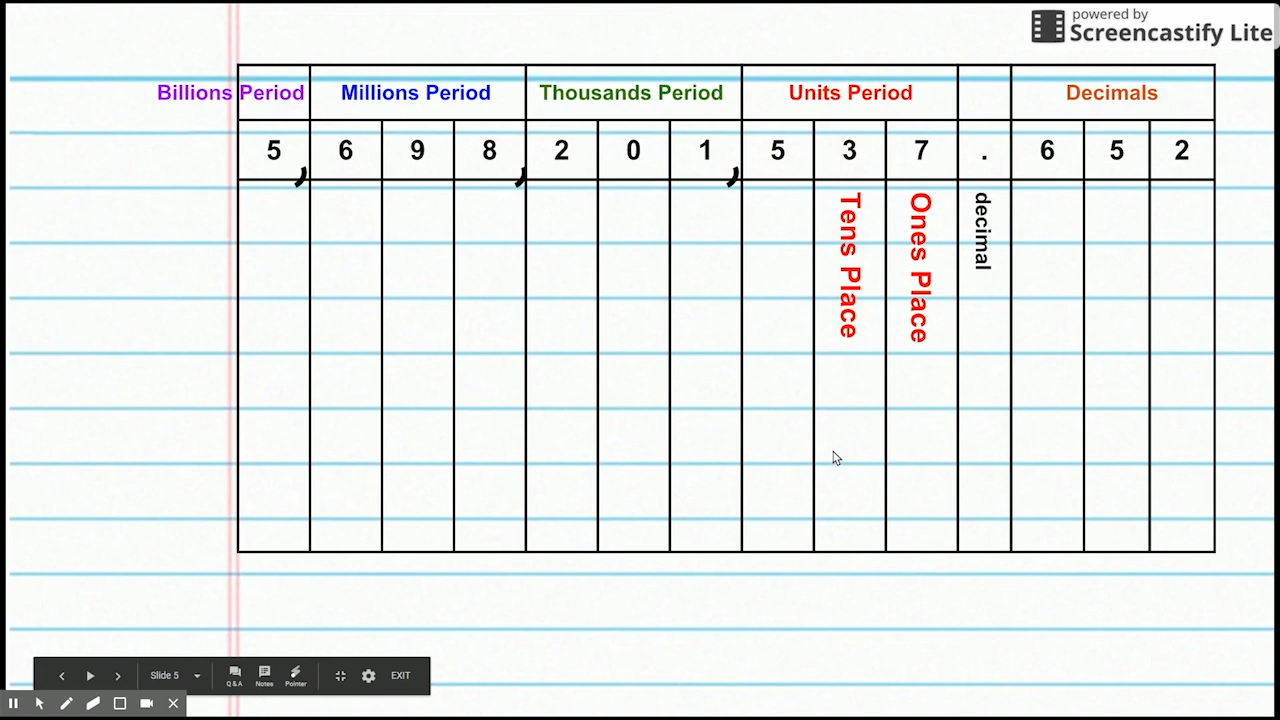 powered by
Screencastify Lite
Billions Period Millions Period Thousands Period Units Period Decimals
5, 6 9 8, 2 0 1, 5 3 7 . 6 5 2
Tens Place
Ones Place
decimal
Slide 5
Q & A
Notes
Pointer
EXIT